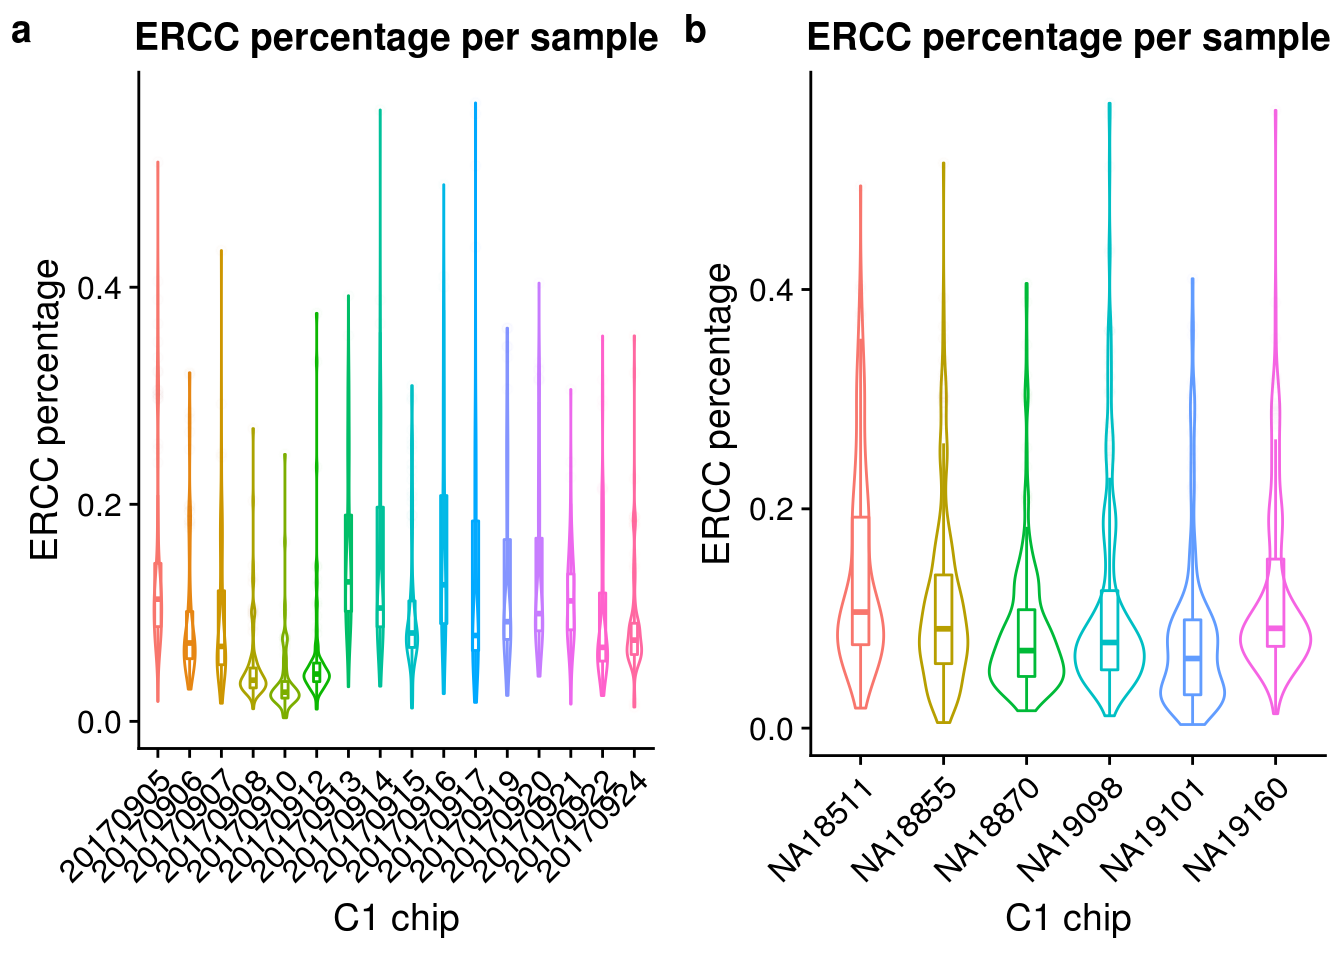 a
ERCC percentage per sample
ERCC percentage
0.4
0.2
0.0
20170905
20170906
20170907
20170908
20170910
20170912
20170913
20170914
20170915
20170916
20170917
20170919
20170920
20170921
20170922
20170924
C1 chip
b
ERCC percentage per sample
ERCC percentage
0.4
0.2
0.0
NA18511
NA18855
NA18870
NA19098
NA19101
NA19160
C1 chip